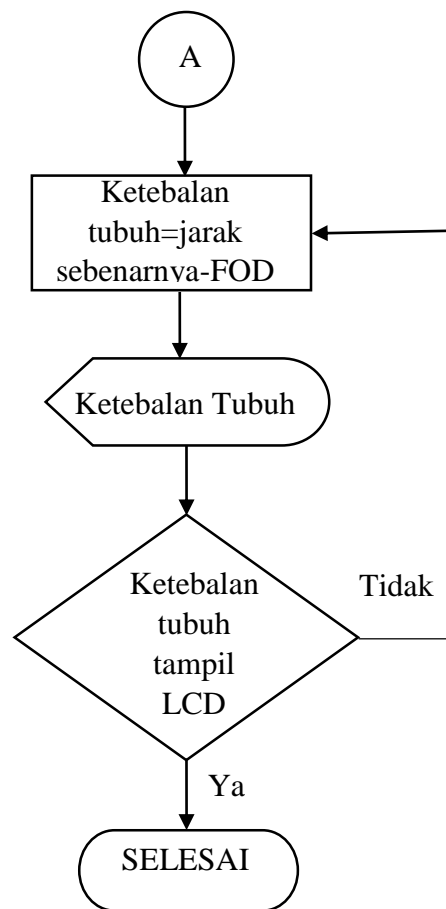 A
Ketebalan
tubuh=jarak
sebenarnya-FOD
Ketebalan Tubuh
Ketebalan
tubuh
tampil
LCD
Tidak
Ya
SELESAI